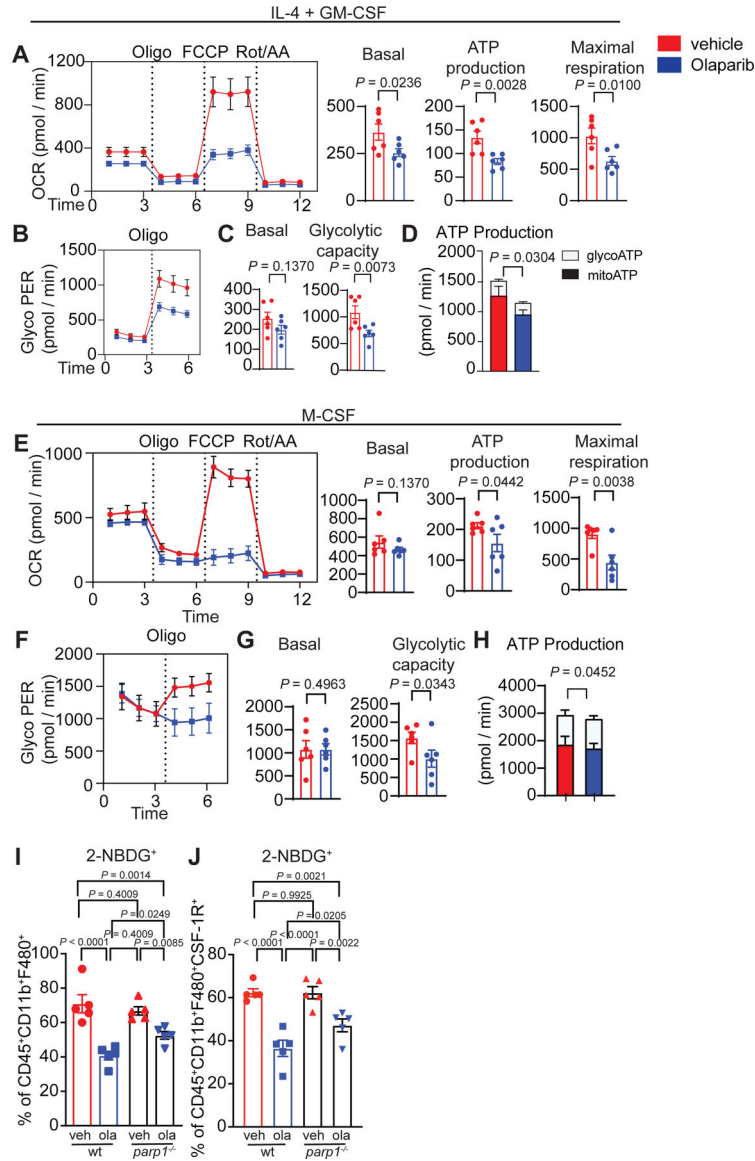 IL-4 + GM-CSF
vehicle
Olaparib
A
Oligo FCCP Rot/AA
OCR (pmol / min)
1200
900
600
300
0
Time
0 3 6 9 12
Basal
P = 0.0236
500
250
0
ATP
production
P = 0.0028
200
150
100
50
0
Maximal
respiration
P = 0.0100
1500
1000
500
0
B
Oligo
Glyco PER
(pmol / min)
1500
1000
500
0
Time
0 3 6
C
Basal
P = 0.1370
400
300
200
100
0
Glycolytic
capacity
P = 0.0073
1500
1000
500
0
D
ATP Production
P = 0.0304
glycoATP
mitoATP
(pmol / min)
2000
1500
1000
500
0
M-CSF
E
Oligo FCCP Rot/AA
OCR (pmol / min)
1000
500
0
0 3 6 9 12
Time
Basal
P = 0.1370
1000
800
600
400
200
0
ATP
production
P = 0.0442
300
200
100
0
Maximal
respiration
P = 0.0038
1500
1000
500
0
F
Oligo
Glyco PER
(pmol / min)
2000
1500
1000
500
0
0 3 6
Time
G
Basal
P = 0.4963
2000
1500
1000
500
0
Glycolytic
capacity
P = 0.0343
2500
2000
1500
1000
500
0
H
ATP Production
P = 0.0452
(pmol / min)
4000
3000
2000
1000
0
I
2-NBDG+
P = 0.0014
P = 0.4009
P = 0.0249
P = 0.4009
P < 0.0001
P = 0.0085
% of CD45+CD11b+F480+
100
80
60
40
20
0
veh ola veh ola
wt parp1-/-
J
2-NBDG+
P = 0.0021
P = 0.9925
P = 0.0205
P < 0.0001
P < 0.0001
P = 0.0022
% of CD45+CD11b+F480+CSF-1R+
80
60
40
20
0
veh ola veh ola
wt parp1-/-